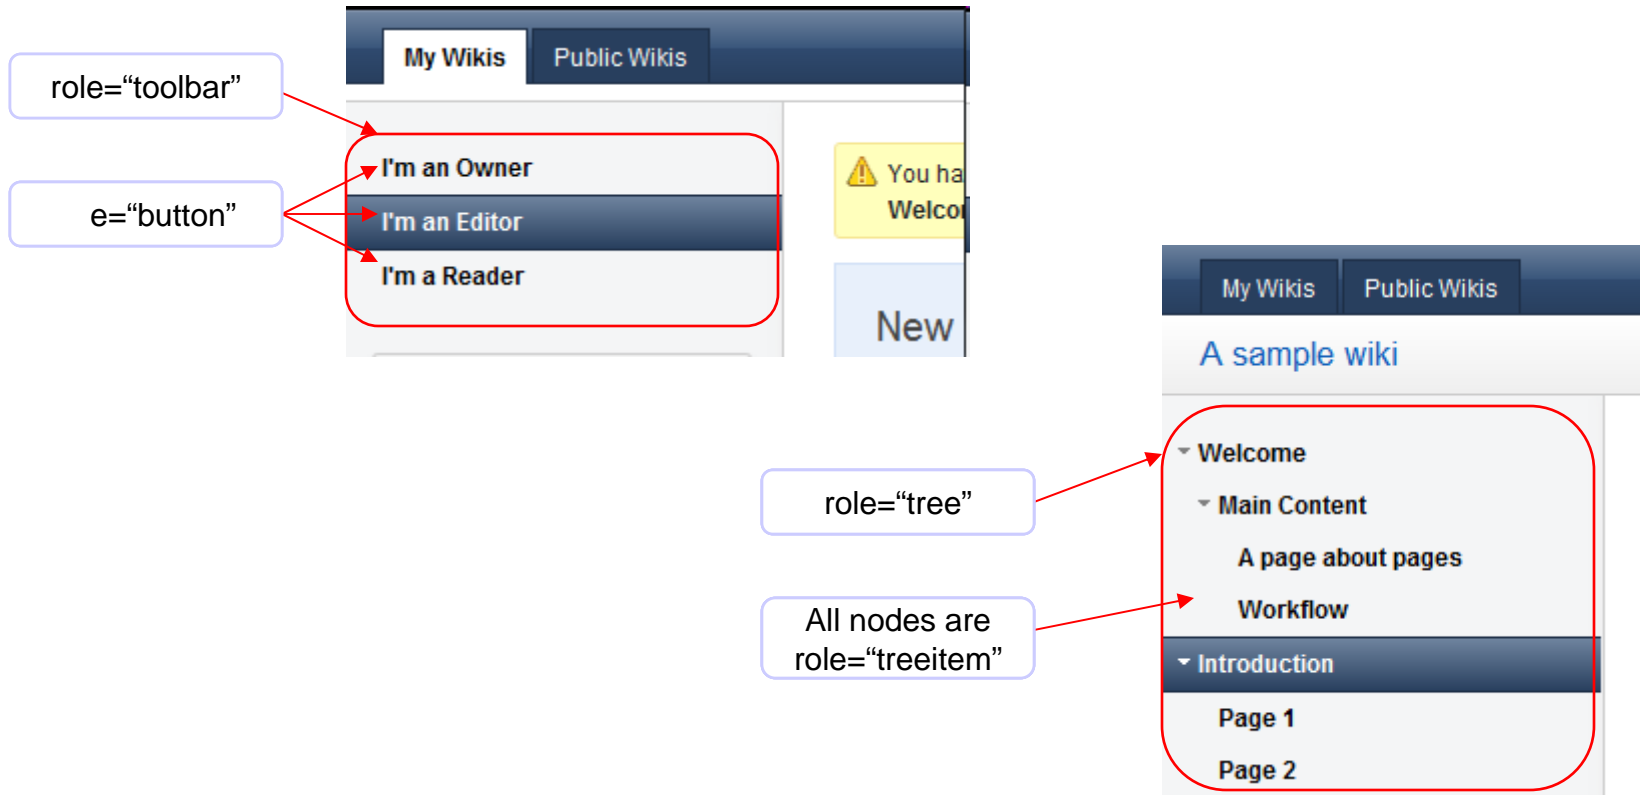 My Wikis
Public Wikis
role=“toolbar”
e=“button”
I'm an Owner
I'm an Editor
I'm a Reader
You ha
Welco
New
My Wikis
Public Wikis
A sample wiki
role=“tree”
All nodes are
role=“treeitem”
Welcome
Main Content
A page about pages
Workflow
Introduction
Page 1
Page 2